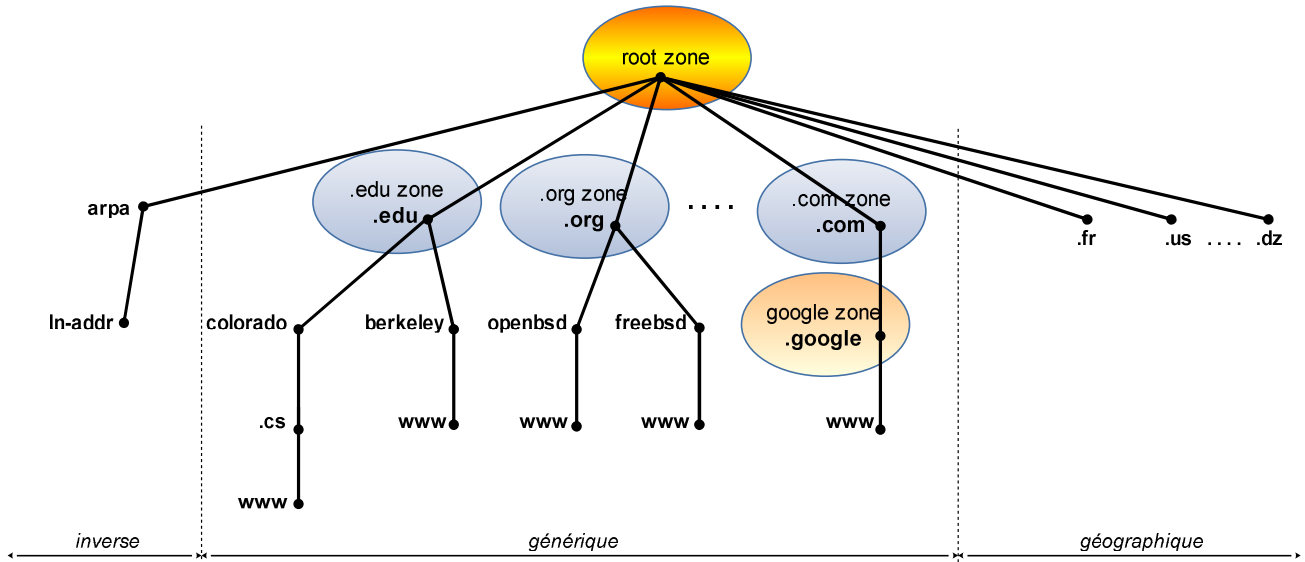 root zone
.edu zone
.edu
.org zone
.org
. . . .
.com zone
.com
arpa
.fr
.us
. . . .
.dz
In-addr
colorado
berkeley
openbsd
freebsd
google zone
.google
.cs
www
www
www
www
www
inverse
générique
géographique